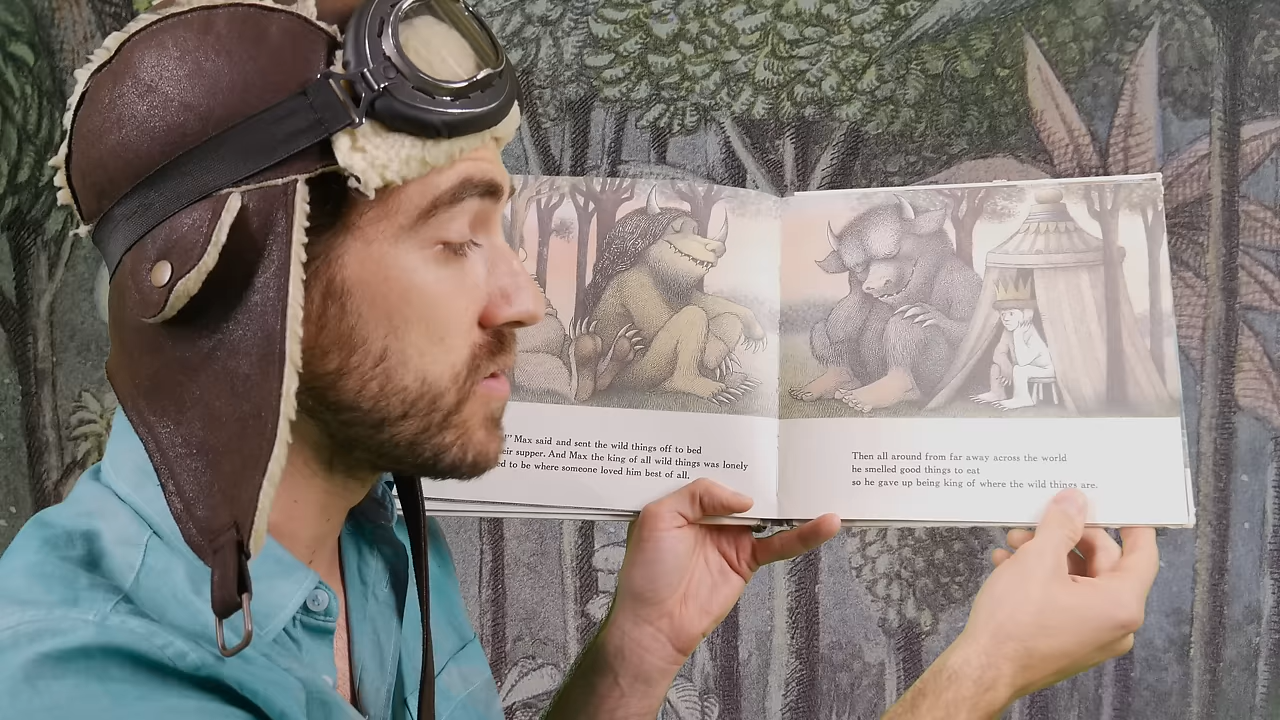 !" Max said and sent the wild things off to bed
eir supper. And Max the king of all wild things was lonely
ed to be where someone loved him best of all.
Then all around from far away across the world
he smelled good things to eat
so he gave up being king of where the wild things are.